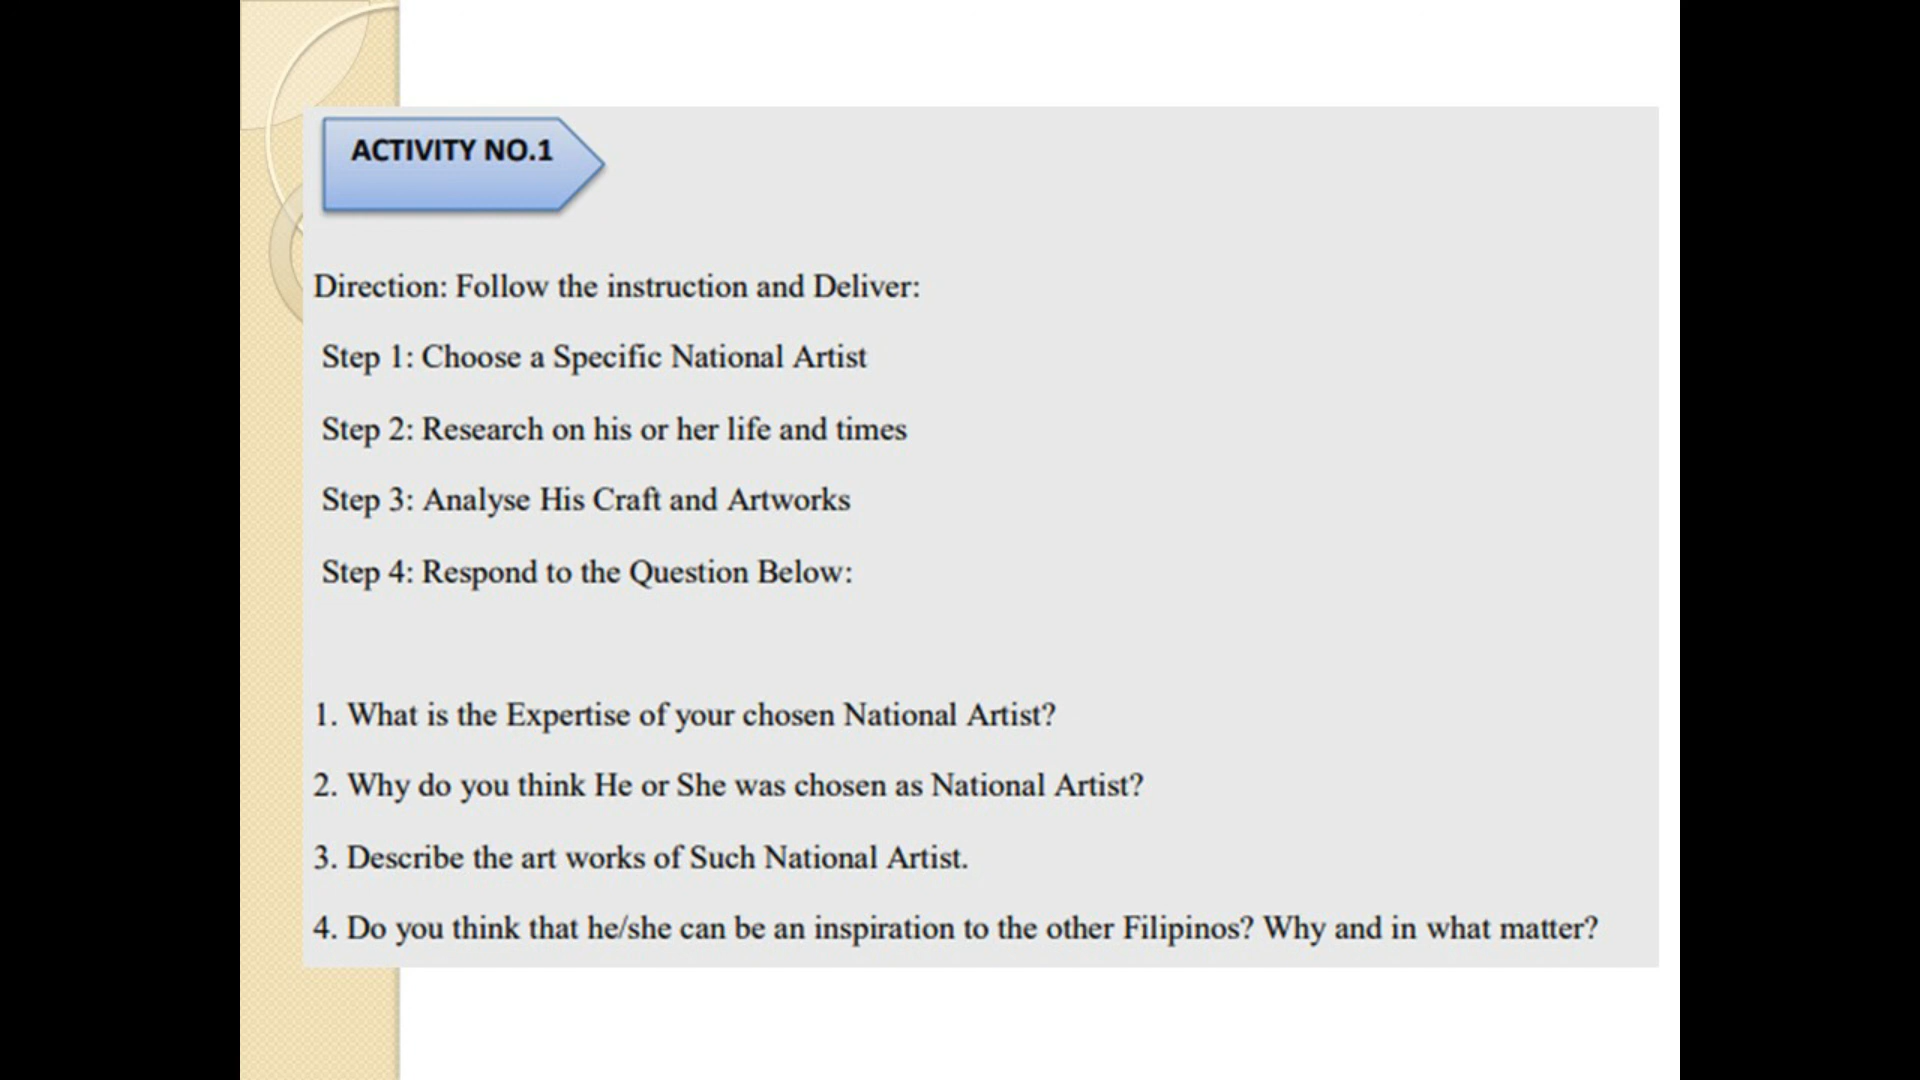 ACTIVITY NO.1
Direction: Follow the instruction and Deliver:
Step 1: Choose a Specific National Artist
Step 2: Research on his or her life and times
Step 3: Analyse His Craft and Artworks
Step 4: Respond to the Question Below:
1. What is the Expertise of your chosen National Artist?
2. Why do you think He or She was chosen as National Artist?
3. Describe the art works of Such National Artist.
4. Do you think that he/she can be an inspiration to the other Filipinos? Why and in what matter?